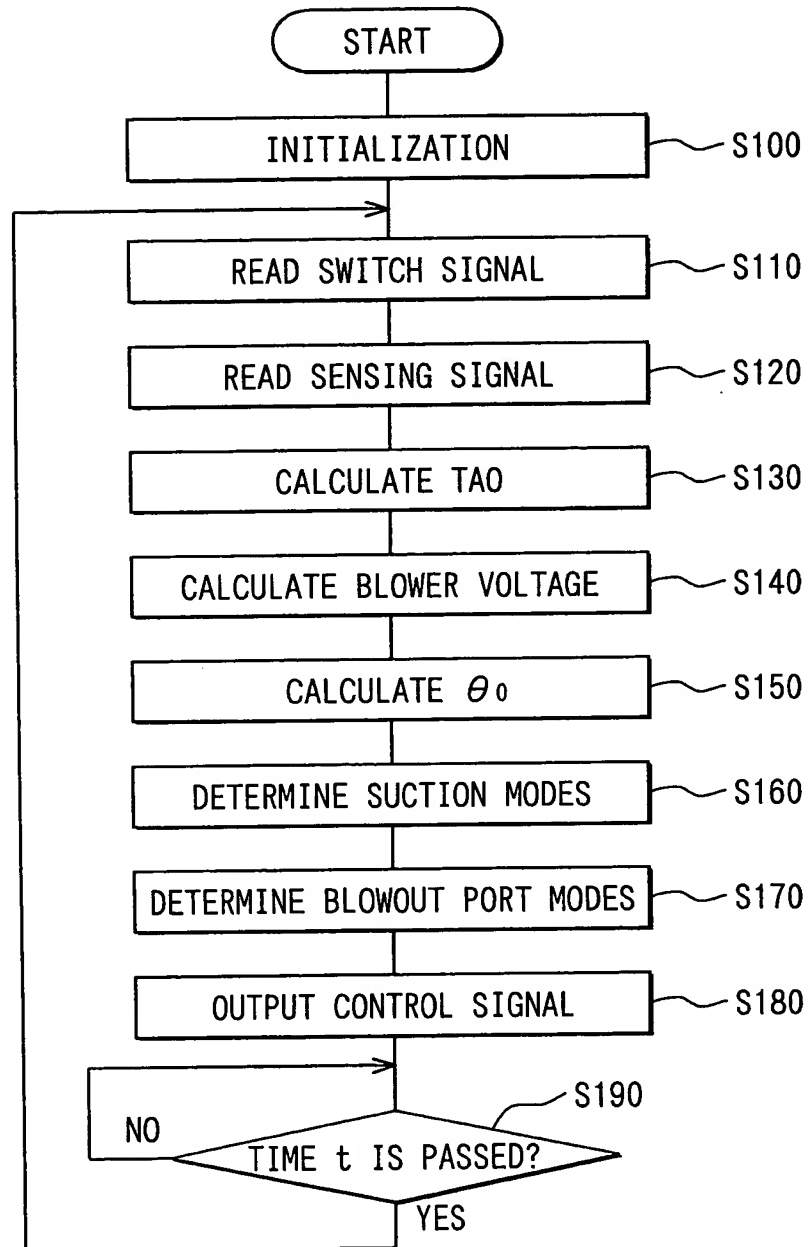 START
INITIALIZATION S100
READ SWITCH SIGNAL S110
READ SENSING SIGNAL S120
CALCULATE TAO S130
CALCULATE BLOWER VOLTAGE S140
CALCULATE θ0 S150
DETERMINE SUCTION MODES S160
DETERMINE BLOWOUT PORT MODES S170
OUTPUT CONTROL SIGNAL S180
S190
NO
TIME t IS PASSED?
YES